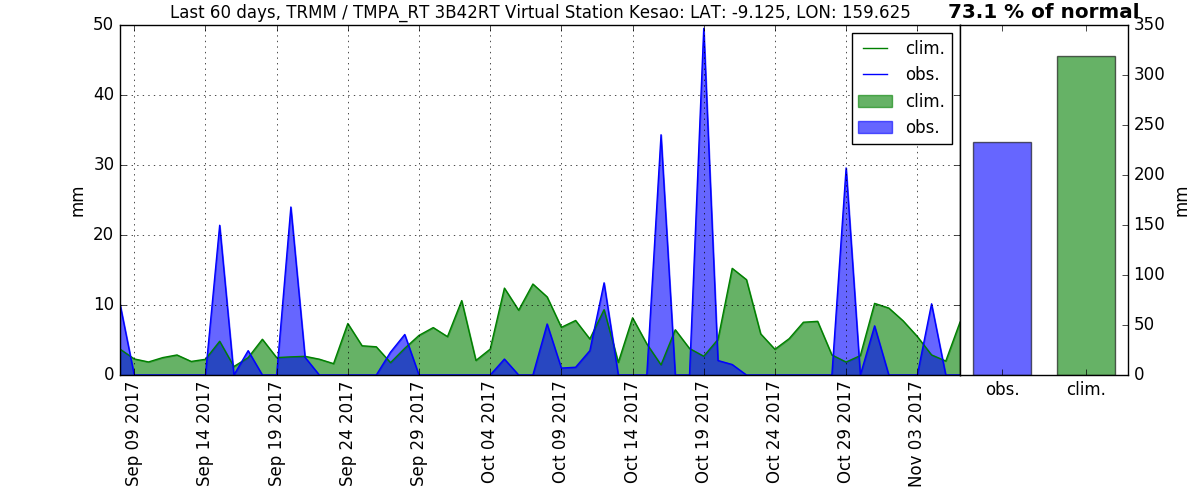 Last 60 days, TRMM / TMPA_RT 3B42RT Virtual Station Kesao: LAT: -9.125, LON: 159.625
73.1 % of normal
50
40
30
20
10
0
mm
clim.
obs.
clim.
obs.
350
300
250
200
150
100
50
0
mm
obs.
clim.
Sep 09 2017
Sep 14 2017
Sep 19 2017
Sep 24 2017
Sep 29 2017
Oct 04 2017
Oct 09 2017
Oct 14 2017
Oct 19 2017
Oct 24 2017
Oct 29 2017
Nov 03 2017